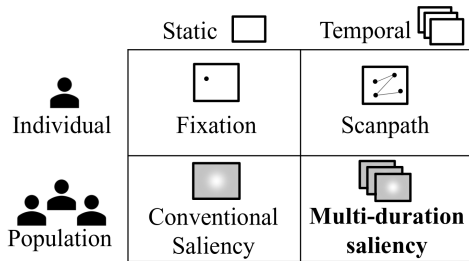 Static Temporal
Individual Fixation Scanpath
Population Conventional Saliency Multi-duration saliency